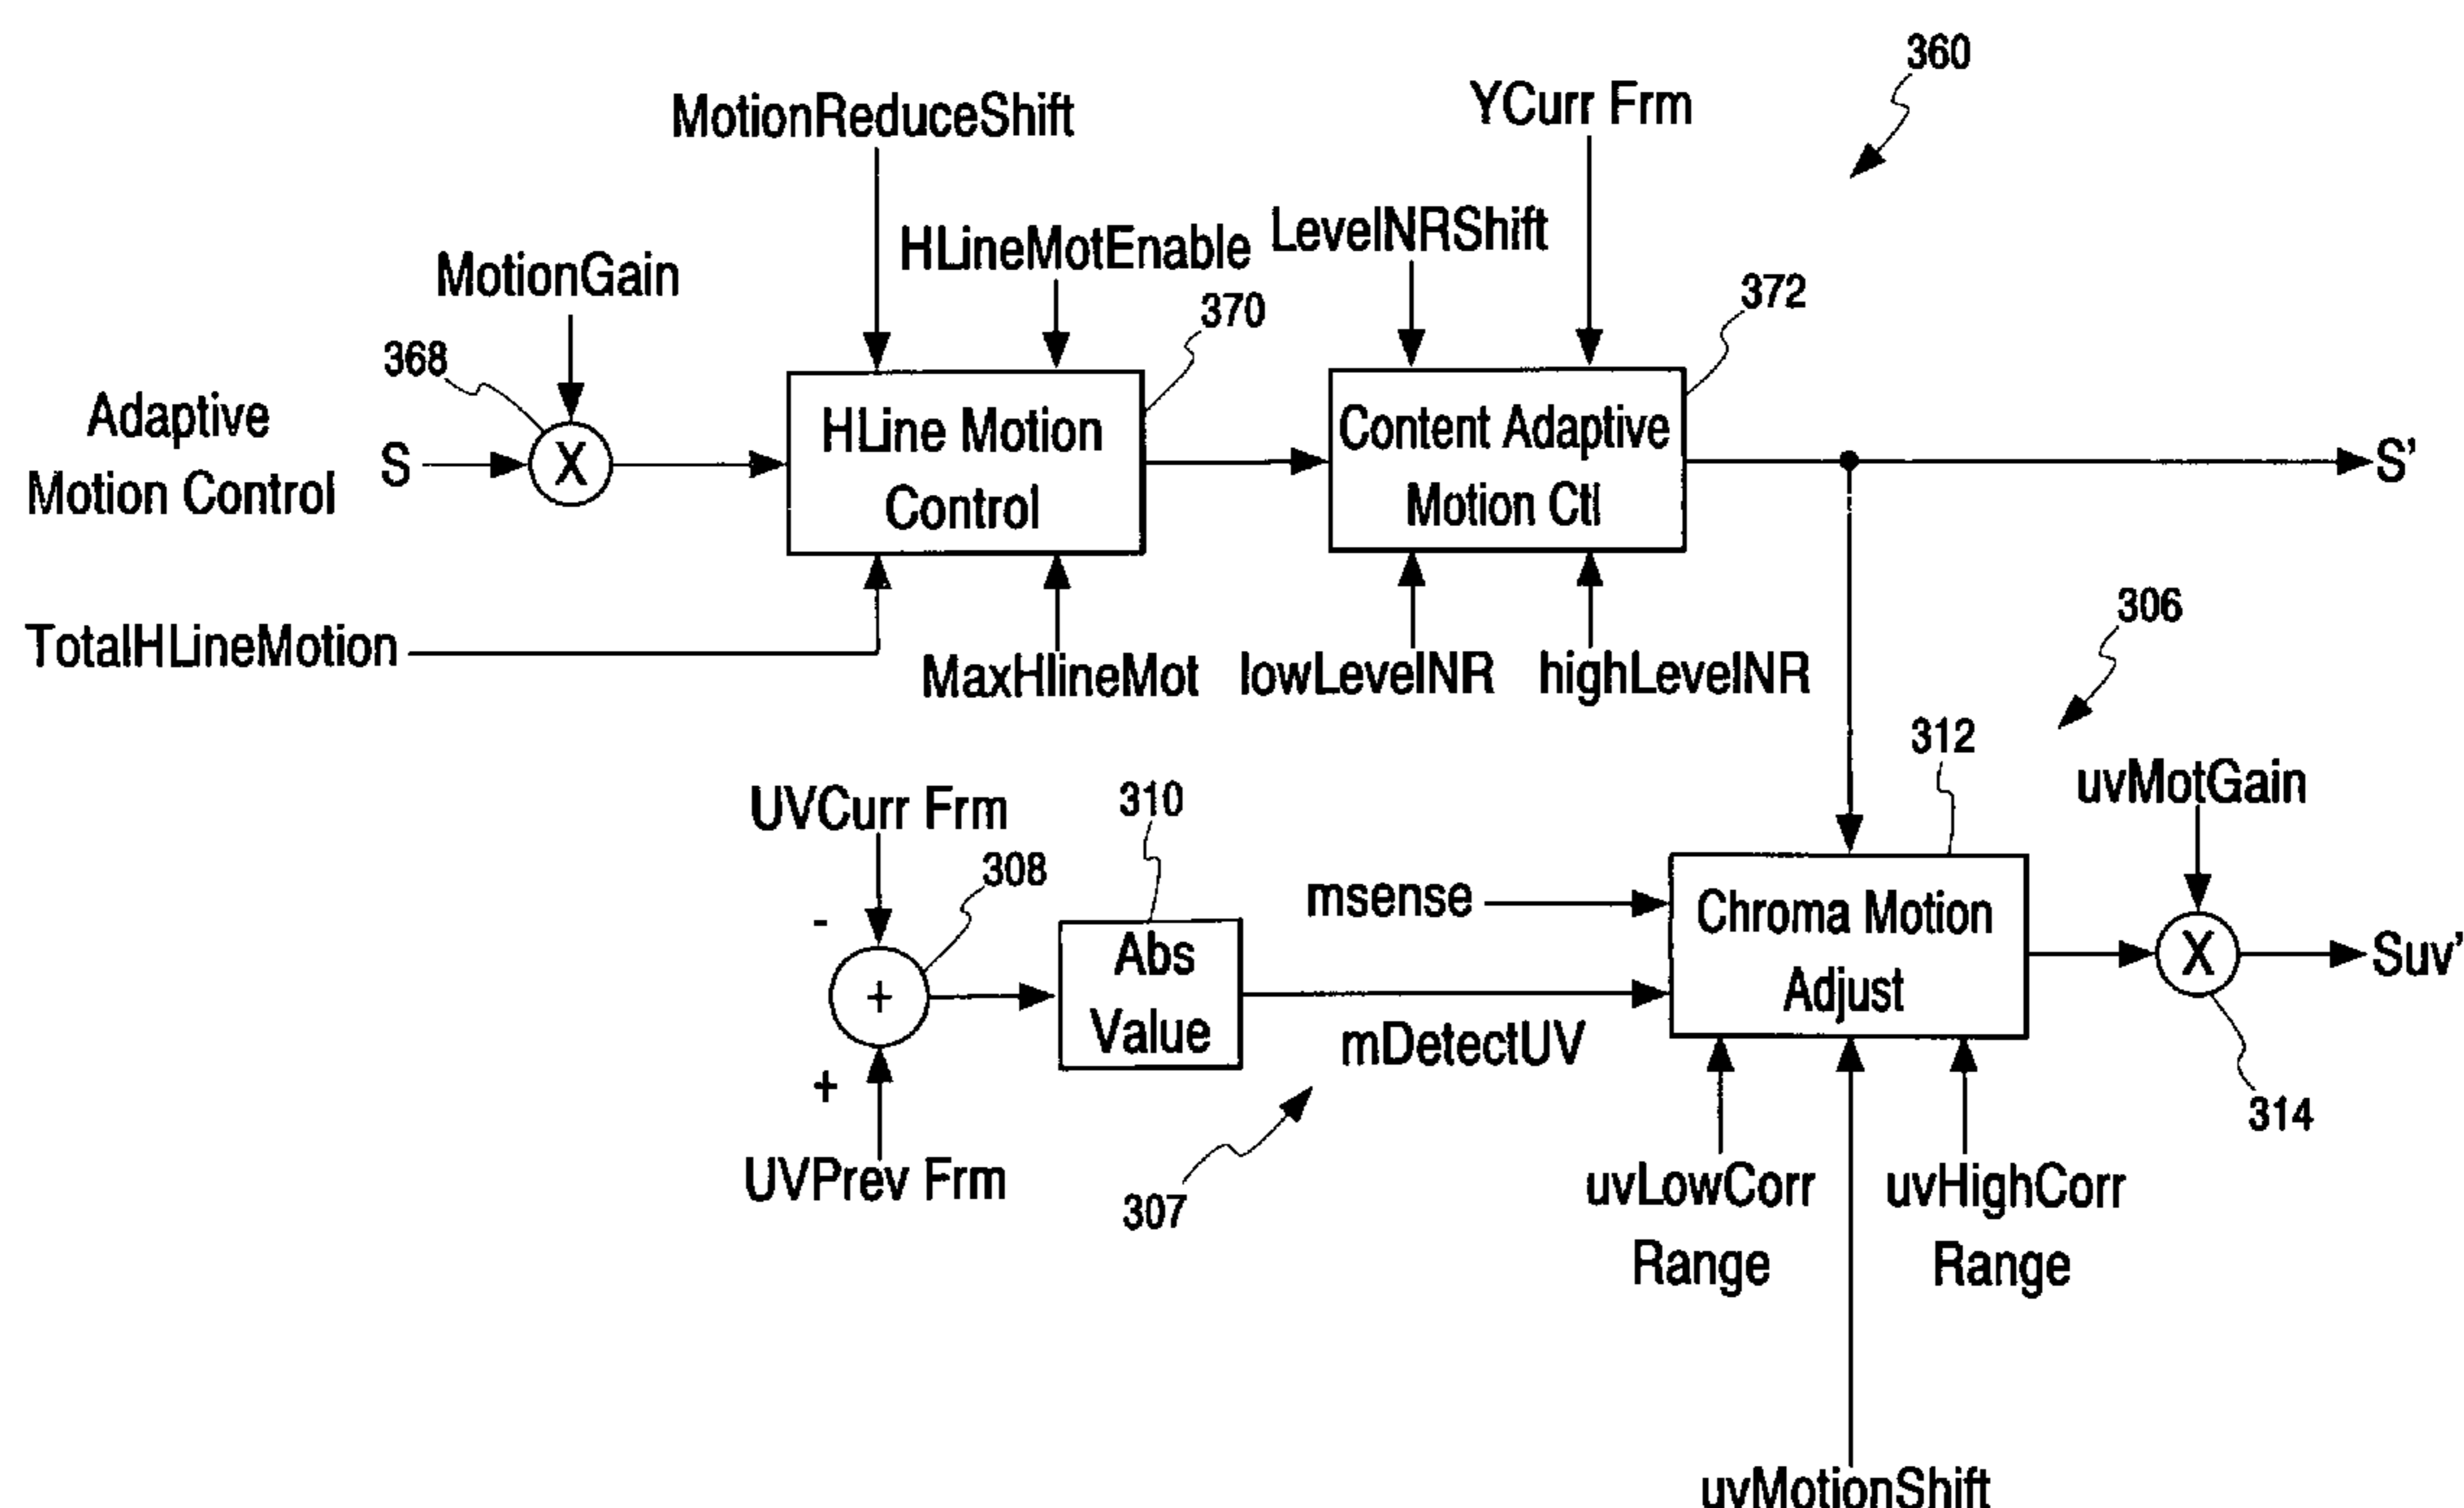 360
MotionReduceShift
YCurr Frm
HLineMotEnable
LevelNRShift
MotionGain
370
372
368
Adaptive
Motion Control
S
X
HLine Motion
Control
Content Adaptive
Motion Ctl
S'
TotalHLineMotion
MaxHlineMot
lowLevelNR
highLevelNR
306
312
uvMotGain
UVCurr Frm
310
308
-
+
+
Abs
Value
msense
mDetectUV
Chroma Motion
Adjust
X
Suv'
UVPrev Frm
307
314
uvLowCorr
Range
uvHighCorr
Range
uvMotionShift